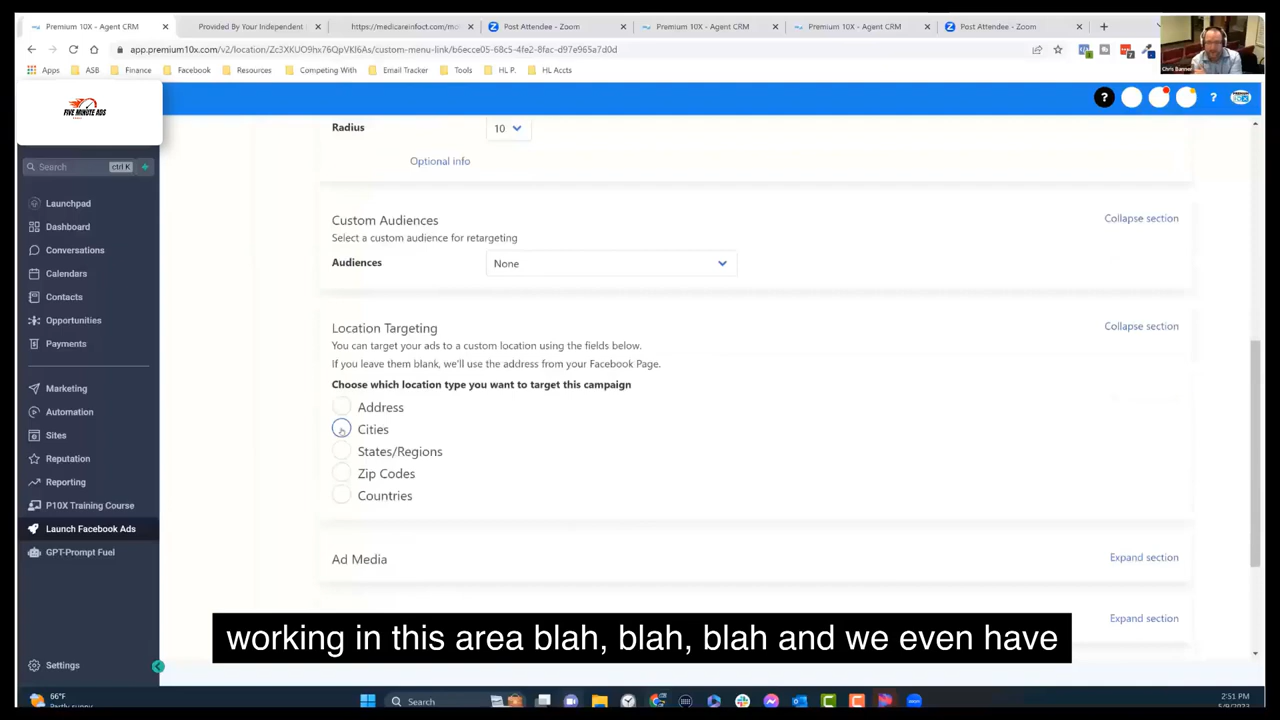 Premium 10X - Agent CRM
Provided By Your Independent
https://medicareinfoct.com/mo
Post Attendee - Zoom
Premium 10X - Agent CRM
Premium 10X - Agent CRM
Post Attendee - Zoom
app.premium10x.com/v2/location/Zc3XKUO9hx76QpVKI6As/custom-menu-link/b6ecce05-68c5-4fe2-8fac-d97e965a7d0d
Chris Banner
Apps
ASB
Finance
Facebook
Resources
Competing With
Email Tracker
Tools
HL P.
HL Accts
FIVE MINUTE ADS
Search
ctrl K
Launchpad
Dashboard
Conversations
Calendars
Contacts
Opportunities
Payments
Marketing
Automation
Sites
Reputation
Reporting
P10X Training Course
Launch Facebook Ads
GPT-Prompt Fuel
Settings
Radius
10
Optional info
Custom Audiences
Collapse section
Select a custom audience for retargeting
Audiences
None
Location Targeting
Collapse section
You can target your ads to a custom location using the fields below.
If you leave them blank, we'll use the address from your Facebook Page.
Choose which location type you want to target this campaign
Address
Cities
States/Regions
Zip Codes
Countries
Ad Media
Expand section
Expand section
working in this area blah, blah, blah and we even have
66°F
Partly sunny
Search
2:51 PM